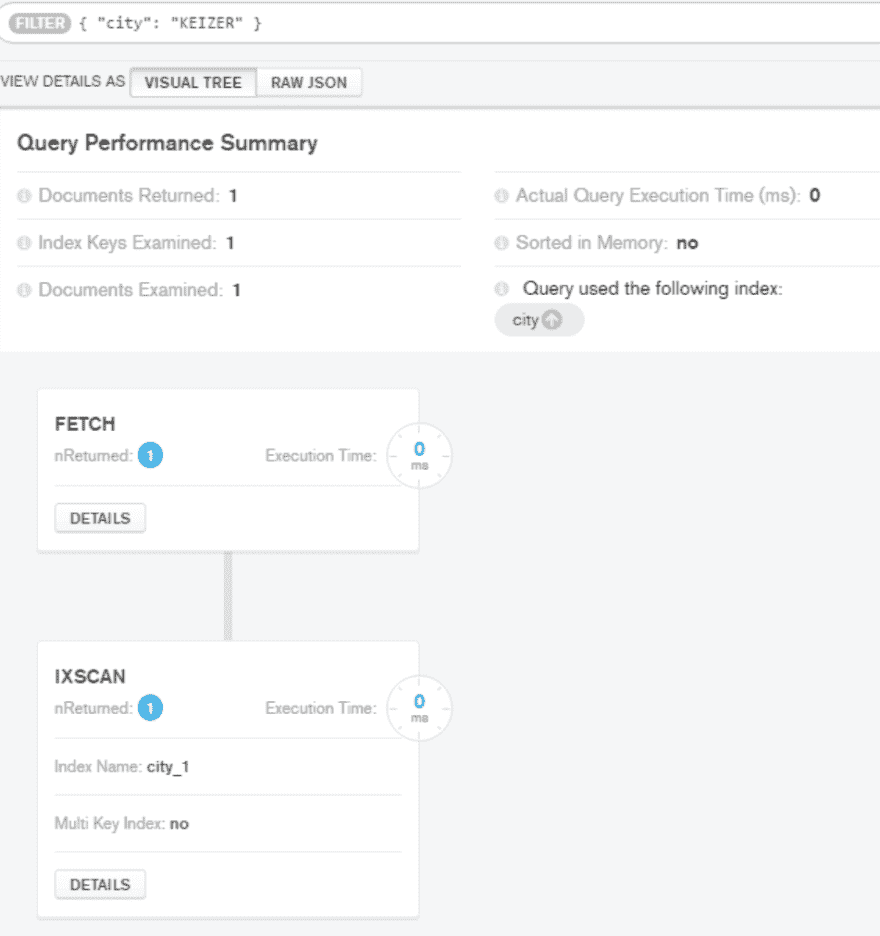 FILTER { "city": "KEIZER" }
VIEW DETAILS AS VISUAL TREE RAW JSON
Query Performance Summary
Documents Returned: 1
Index Keys Examined: 1
Documents Examined: 1
Actual Query Execution Time (ms): 0
Sorted in Memory: no
Query used the following index:
city
FETCH
nReturned: 1 Execution Time: 0 ms
DETAILS
IXSCAN
nReturned: 1 Execution Time: 0 ms
Index Name: city_1
Multi Key Index: no
DETAILS